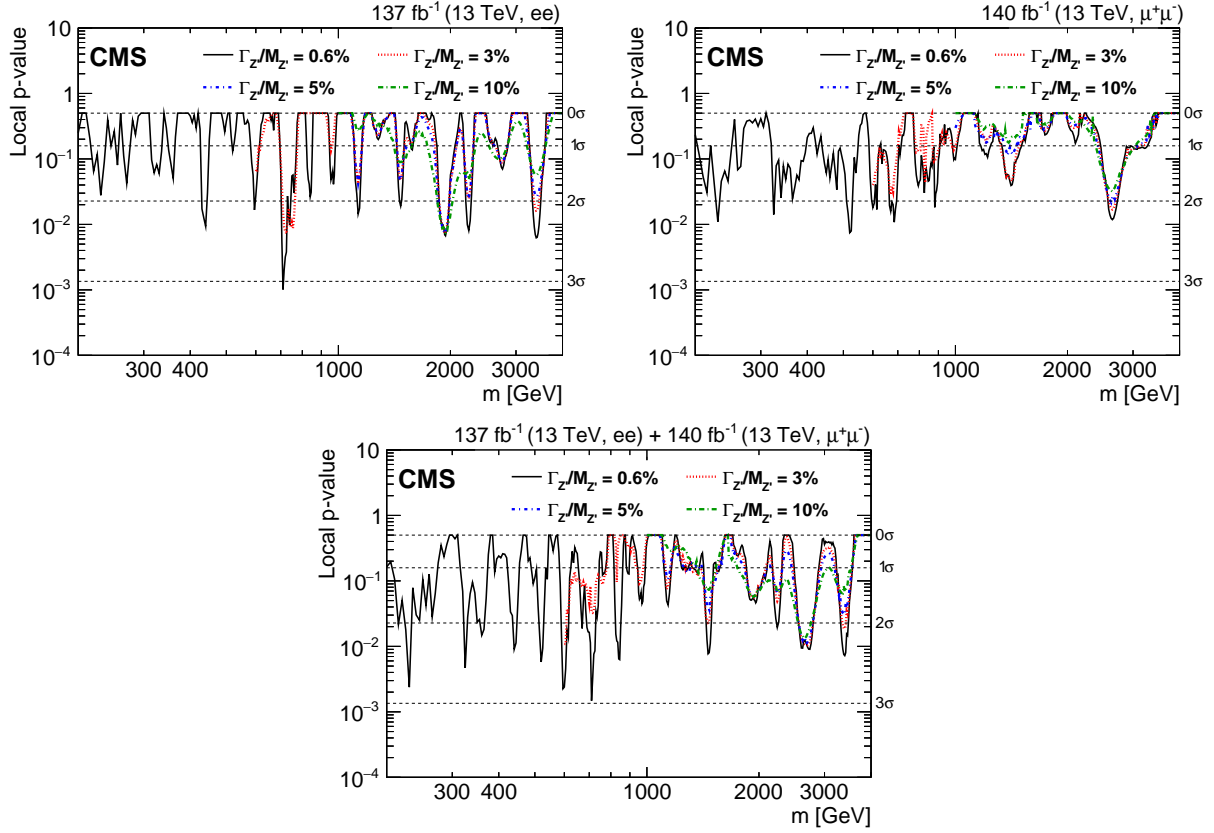 137 fb⁻¹ (13 TeV, ee)
CMS
Γ_Z'/M_Z' = 0.6%
Γ_Z'/M_Z' = 3%
Γ_Z'/M_Z' = 5%
Γ_Z'/M_Z' = 10%
Local p-value
10
1
10⁻¹
10⁻²
10⁻³
10⁻⁴
0σ
1σ
2σ
3σ
300 400 1000 2000 3000
m [GeV]
140 fb⁻¹ (13 TeV, μ⁺μ⁻)
CMS
Γ_Z'/M_Z' = 0.6%
Γ_Z'/M_Z' = 3%
Γ_Z'/M_Z' = 5%
Γ_Z'/M_Z' = 10%
Local p-value
10
1
10⁻¹
10⁻²
10⁻³
10⁻⁴
0σ
1σ
2σ
3σ
300 400 1000 2000 3000
m [GeV]
137 fb⁻¹ (13 TeV, ee) + 140 fb⁻¹ (13 TeV, μ⁺μ⁻)
CMS
Γ_Z'/M_Z' = 0.6%
Γ_Z'/M_Z' = 3%
Γ_Z'/M_Z' = 5%
Γ_Z'/M_Z' = 10%
Local p-value
10
1
10⁻¹
10⁻²
10⁻³
10⁻⁴
0σ
1σ
2σ
3σ
300 400 1000 2000 3000
m [GeV]